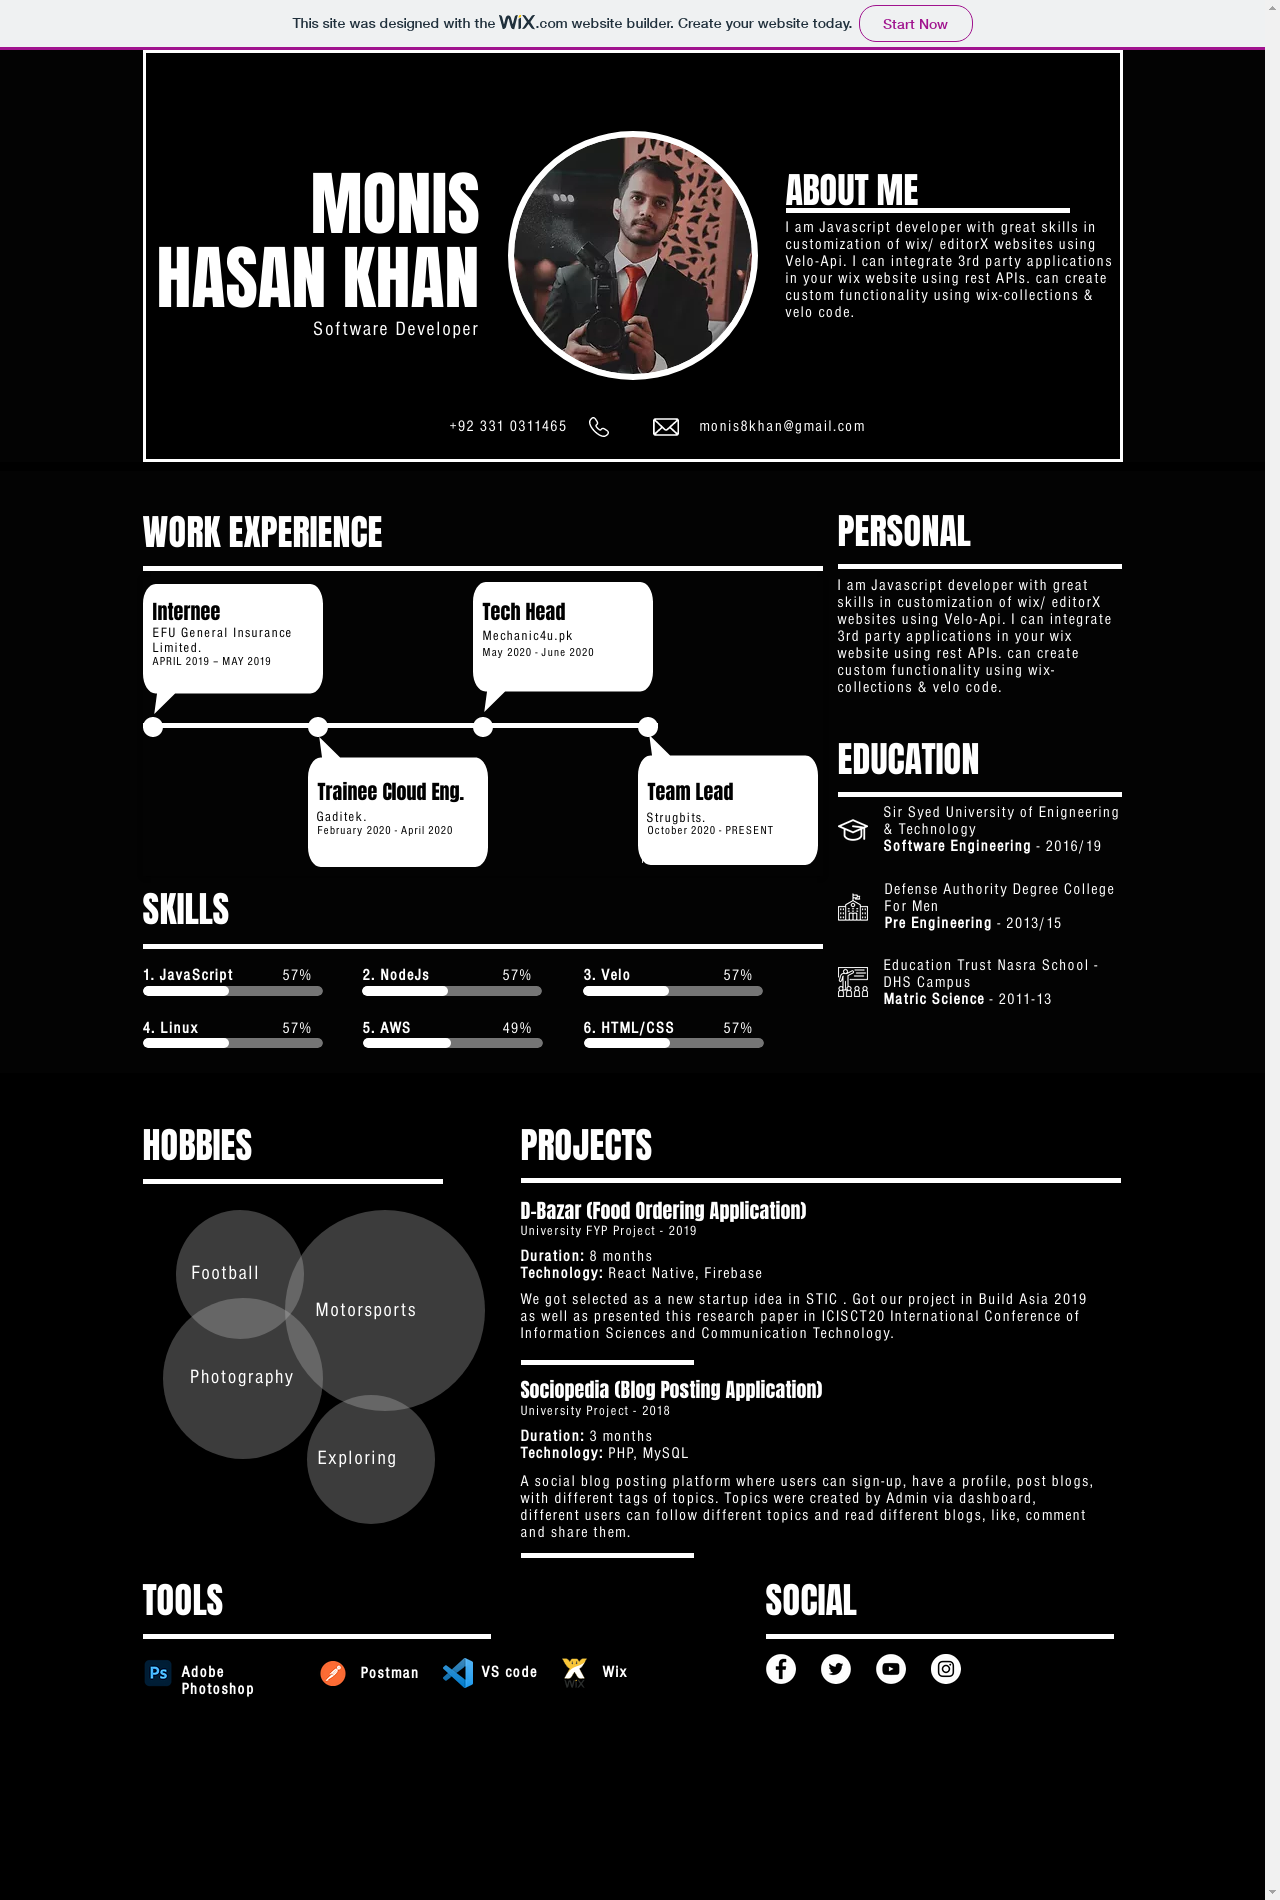 This site was designed with the WiX.com website builder. Create your website today.
Start Now
MONIS
HASAN KHAN
Software Developer
ABOUT ME
I am Javascript developer with great skills in
customization of wix/ editorX websites using
Velo-Api. I can integrate 3rd party applications
in your wix website using rest APIs. can create
custom functionality using wix-collections &
velo code.
+92 331 0311465
monis8khan@gmail.com
WORK EXPERIENCE
Internee
EFU General Insurance
Limited.
APRIL 2019 – MAY 2019
Tech Head
Mechanic4u.pk
May 2020 - June 2020
Trainee Cloud Eng.
Gaditek.
February 2020 - April 2020
Team Lead
Strugbits.
October 2020 - PRESENT
PERSONAL
I am Javascript developer with great
skills in customization of wix/ editorX
websites using Velo-Api. I can integrate
3rd party applications in your wix
website using rest APIs. can create
custom functionality using wix-
collections & velo code.
EDUCATION
Sir Syed University of Enigneering
& Technology
Software Engineering - 2016/19
Defense Authority Degree College
For Men
Pre Engineering - 2013/15
Education Trust Nasra School -
DHS Campus
Matric Science - 2011-13
SKILLS
1. JavaScript 57%
2. NodeJs 57%
3. Velo 57%
4. Linux 57%
5. AWS 49%
6. HTML/CSS 57%
HOBBIES
Football
Motorsports
Photography
Exploring
PROJECTS
D-Bazar (Food Ordering Application)
University FYP Project - 2019
Duration: 8 months
Technology: React Native, Firebase
We got selected as a new startup idea in STIC . Got our project in Build Asia 2019
as well as presented this research paper in ICISCT20 International Conference of
Information Sciences and Communication Technology.
Sociopedia (Blog Posting Application)
University Project - 2018
Duration: 3 months
Technology: PHP, MySQL
A social blog posting platform where users can sign-up, have a profile, post blogs,
with different tags of topics. Topics were created by Admin via dashboard,
different users can follow different topics and read different blogs, like, comment
and share them.
TOOLS
Ps
Adobe
Photoshop
Postman
VS code
WiX
Wix
SOCIAL